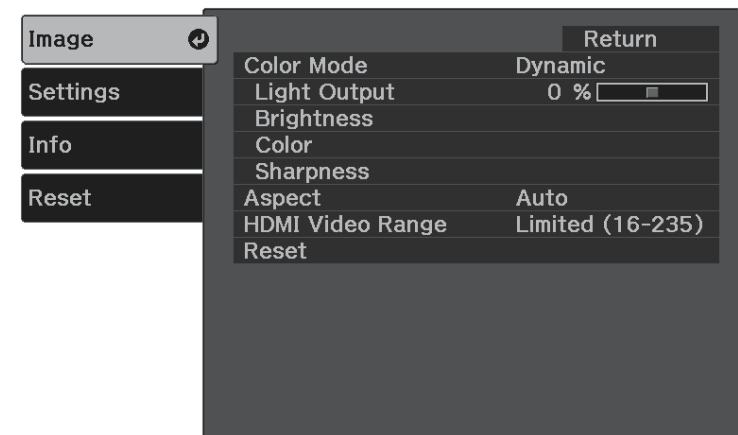 Image
Settings
Info
Reset
Return
Color Mode Dynamic
Light Output 0 %
Brightness
Color
Sharpness
Aspect Auto
HDMI Video Range Limited (16-235)
Reset